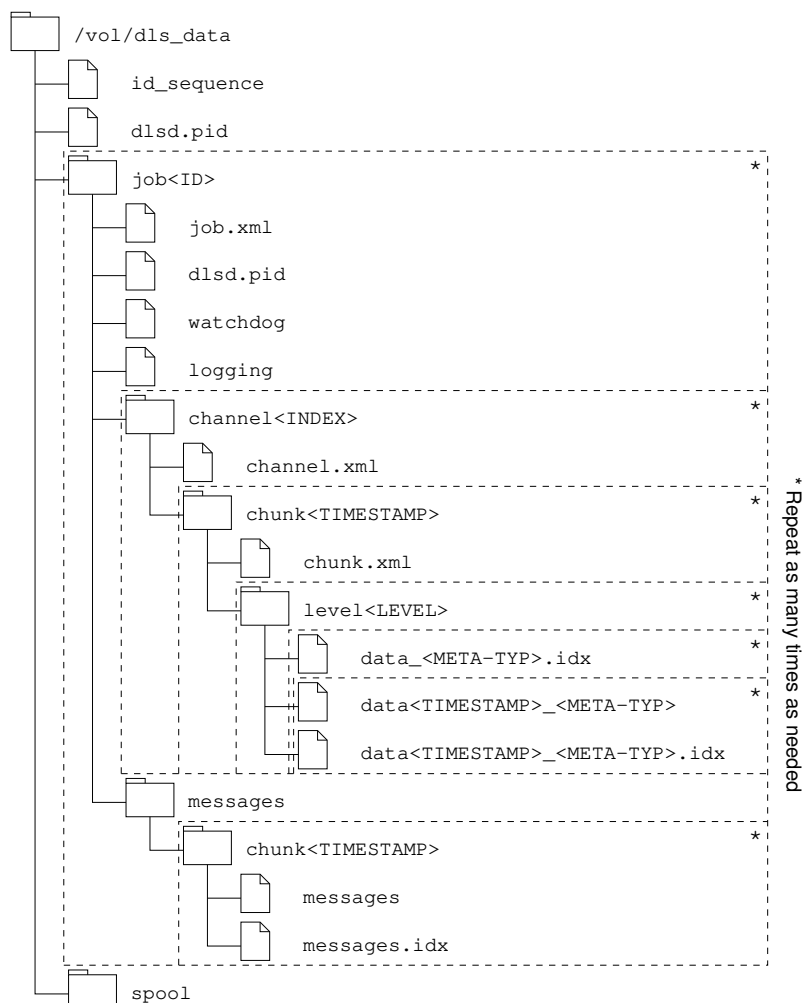 /vol/dls_data
id_sequence
dlsd.pid
job<ID> *
job.xml
dlsd.pid
watchdog
logging
channel<INDEX> *
channel.xml
chunk<TIMESTAMP> *
chunk.xml
level<LEVEL> *
data_<META-TYP>.idx *
data<TIMESTAMP>_<META-TYP> *
data<TIMESTAMP>_<META-TYP>.idx
messages
chunk<TIMESTAMP> *
messages
messages.idx
spool
* Repeat as many times as needed